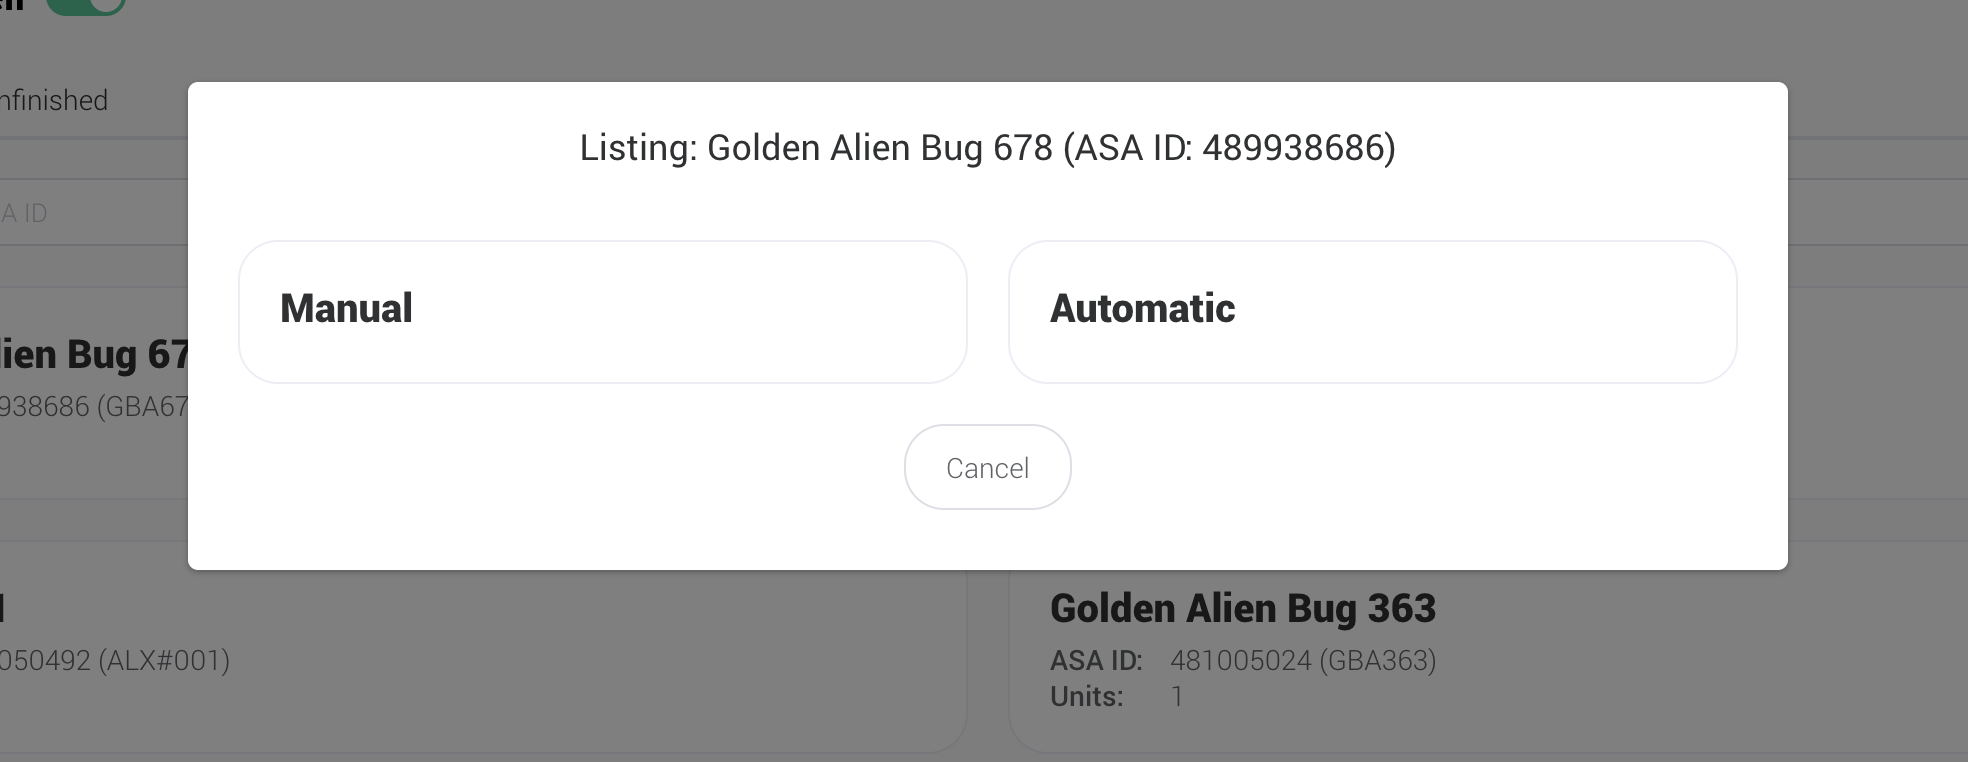 nfinished
Listing: Golden Alien Bug 678 (ASA ID: 489938686)
A ID
Manual
Automatic
lien Bug 67
938686 (GBA67
Cancel
050492 (ALX#001)
Golden Alien Bug 363
ASA ID: 481005024 (GBA363)
Units: 1